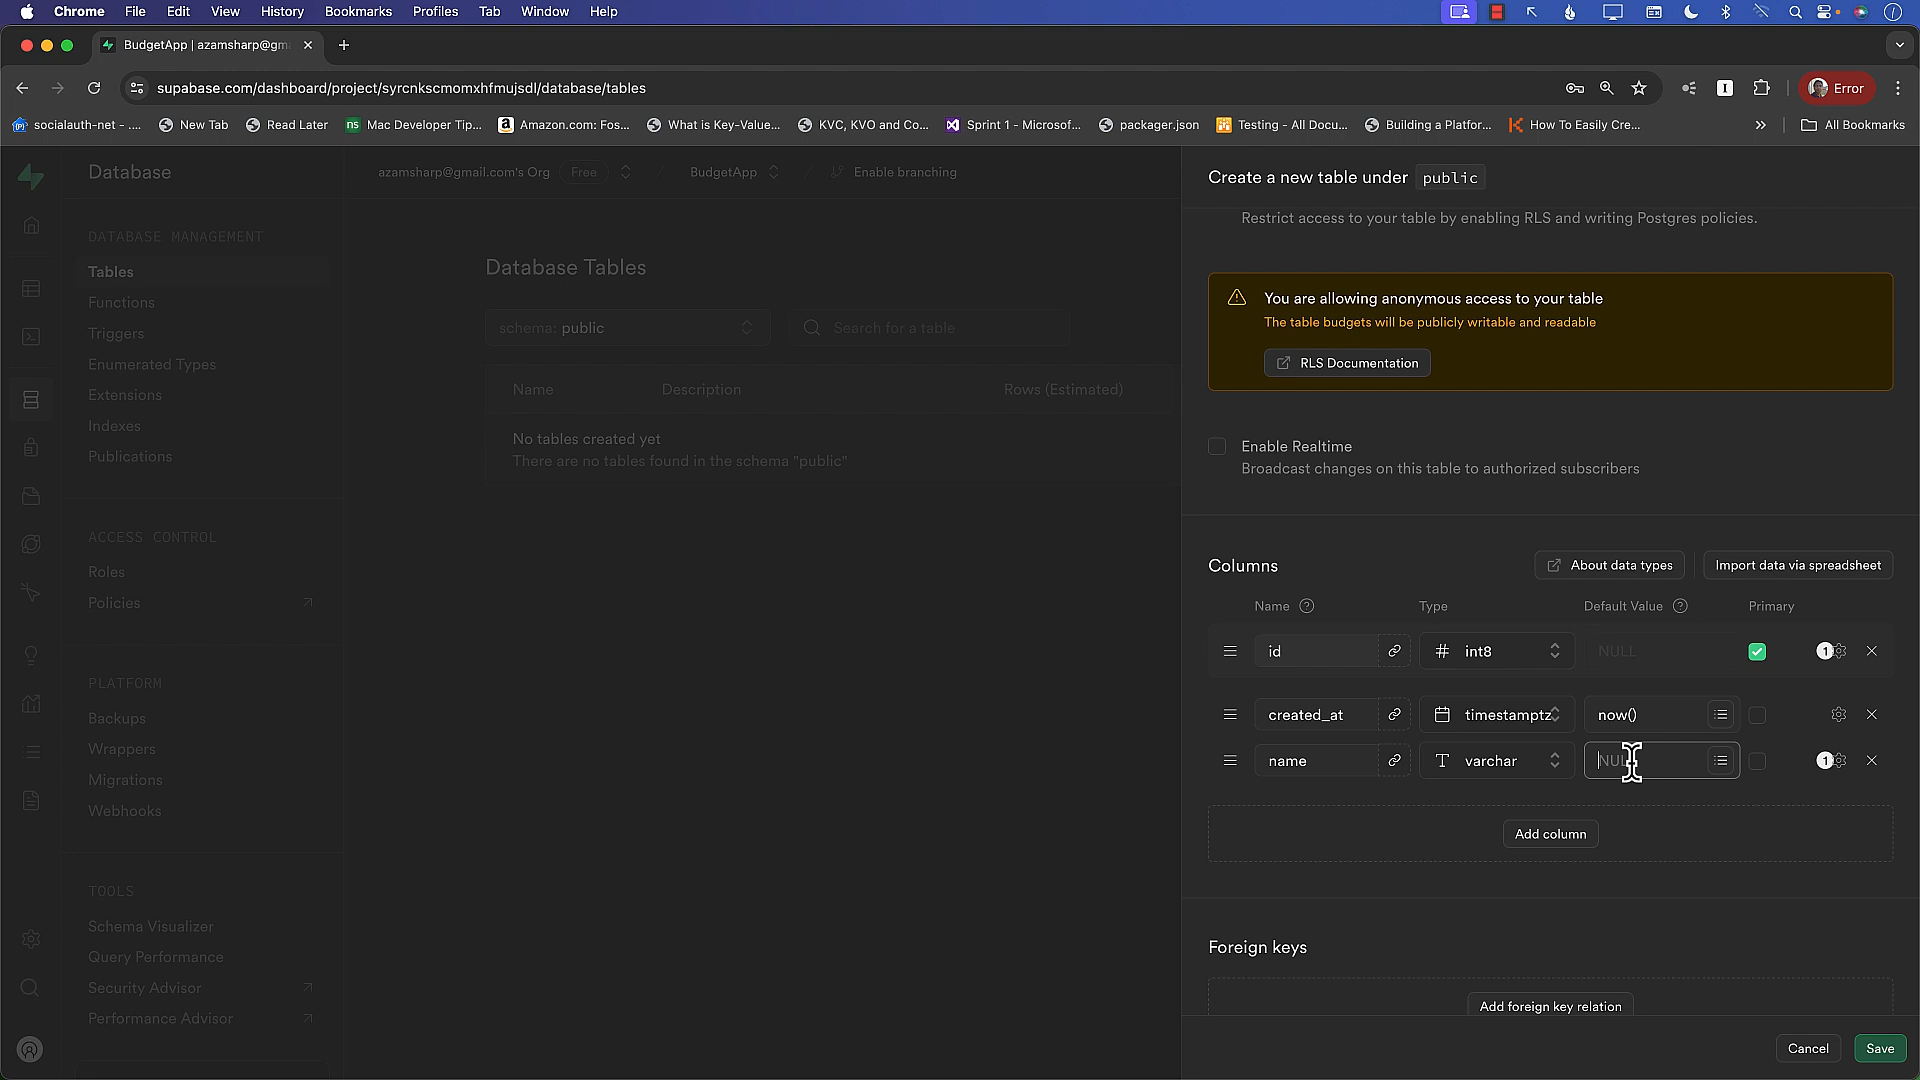 Chrome File Edit View History Bookmarks Profiles Tab Window Help
BudgetApp | azamsharp@gm
supabase.com/dashboard/project/syrcnkscmomxhfmujsdl/database/tables
Error
socialauth-net - .... New Tab Read Later Mac Developer Tip... Amazon.com: Fos... What is Key-Value... KVC, KVO and Co... Sprint 1 - Microsof... packager.json Testing - All Docu... Building a Platfor... How To Easily Cre... All Bookmarks
Database
azamsharp@gmail.com's Org Free / BudgetApp / Enable branching
DATABASE MANAGEMENT
Tables
Functions
Triggers
Enumerated Types
Extensions
Indexes
Publications
ACCESS CONTROL
Roles
Policies
PLATFORM
Backups
Wrappers
Migrations
Webhooks
TOOLS
Schema Visualizer
Query Performance
Security Advisor
Performance Advisor
Database Tables
schema: public
Search for a table
Name Description Rows (Estimated)
No tables created yet
There are no tables found in the schema "public"
Create a new table under public
Restrict access to your table by enabling RLS and writing Postgres policies.
You are allowing anonymous access to your table
The table budgets will be publicly writable and readable
RLS Documentation
Enable Realtime
Broadcast changes on this table to authorized subscribers
Columns
About data types
Import data via spreadsheet
Name Type Default Value Primary
id # int8 NULL 1
created_at timestamptz now()
name T varchar NULL 1
Add column
Foreign keys
Add foreign key relation
Cancel Save